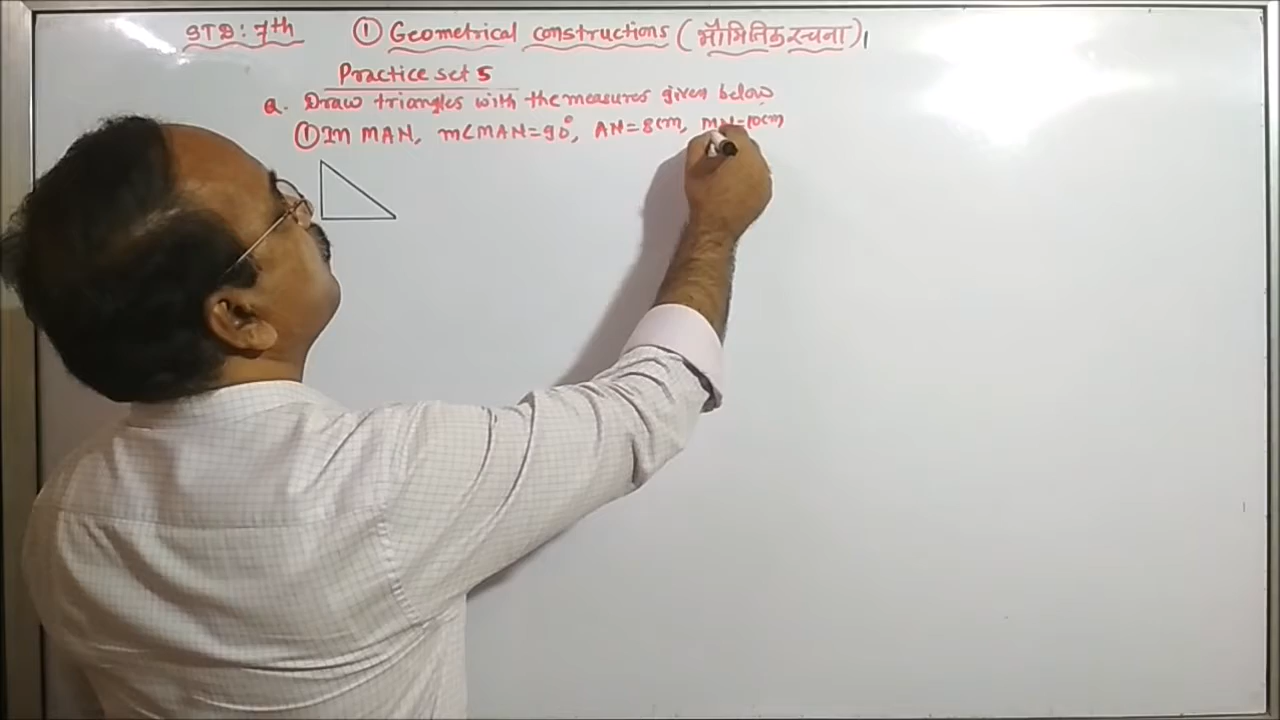 STD: 7th ① Geometrical constructions (भौमितिक रचना)।
Practice set 5
Q. Draw triangles with the measures given below
① In MAN, m∠MAN=90°, AN=8cm, MN=10cm